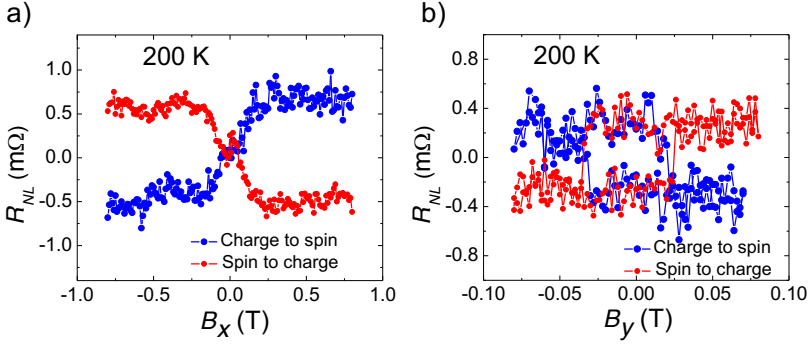 a)
200 K
R_NL (mΩ)
1.0
0.5
0.0
-0.5
-1.0
Charge to spin
Spin to charge
-1.0 -0.5 0.0 0.5 1.0
B_x (T)
b)
200 K
R_NL (mΩ)
0.8
0.4
0.0
-0.4
-0.8
Charge to spin
Spin to charge
-0.10 -0.05 0.00 0.05 0.10
B_y (T)